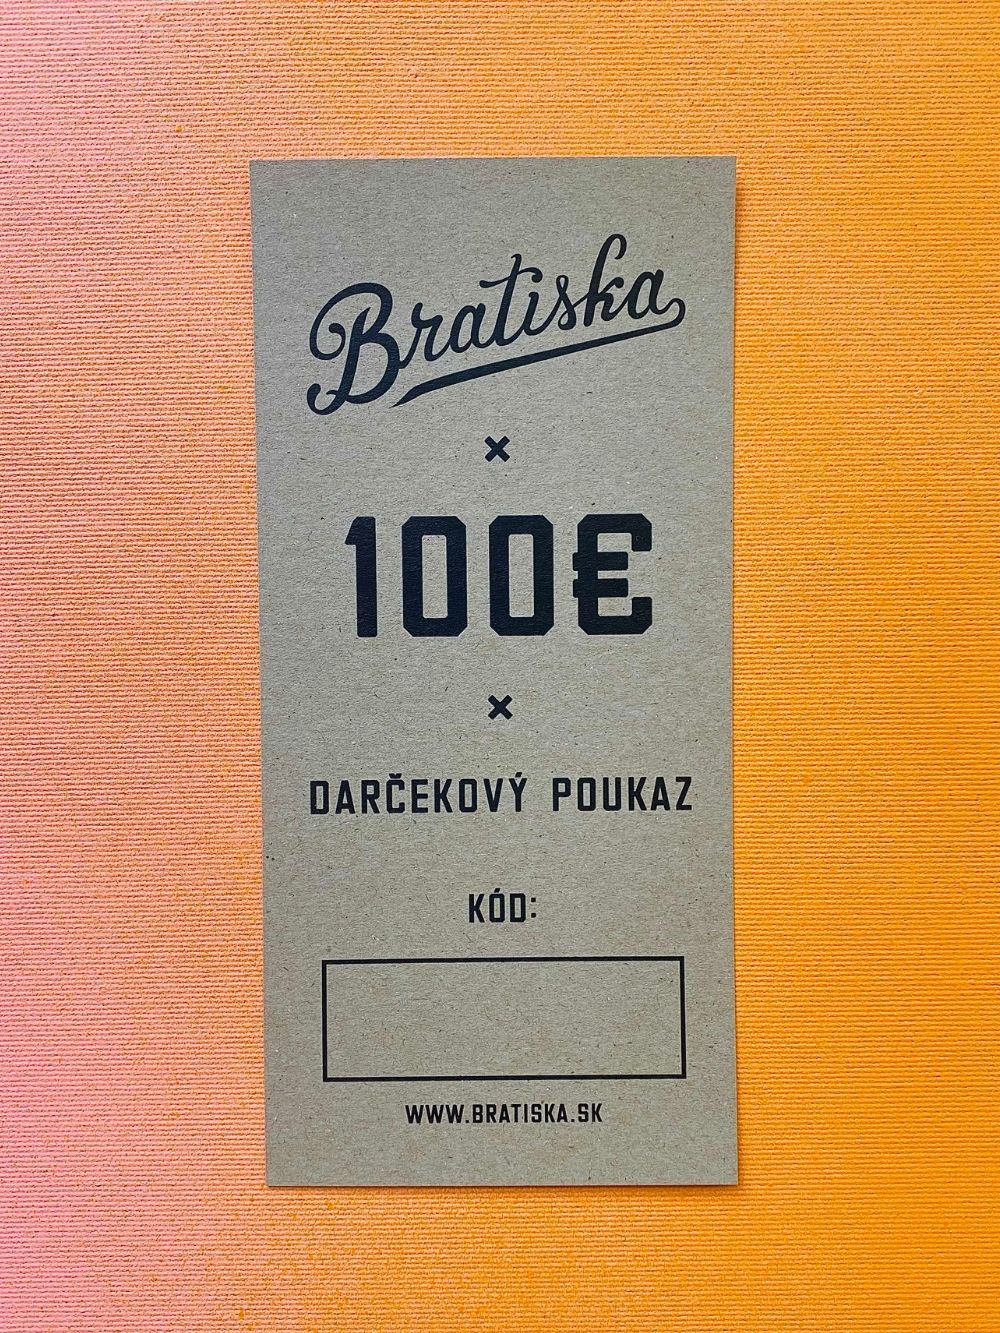 Bratiska
×
100€
×
DARČEKOVÝ POUKAZ
KÓD:
WWW.BRATISKA.SK